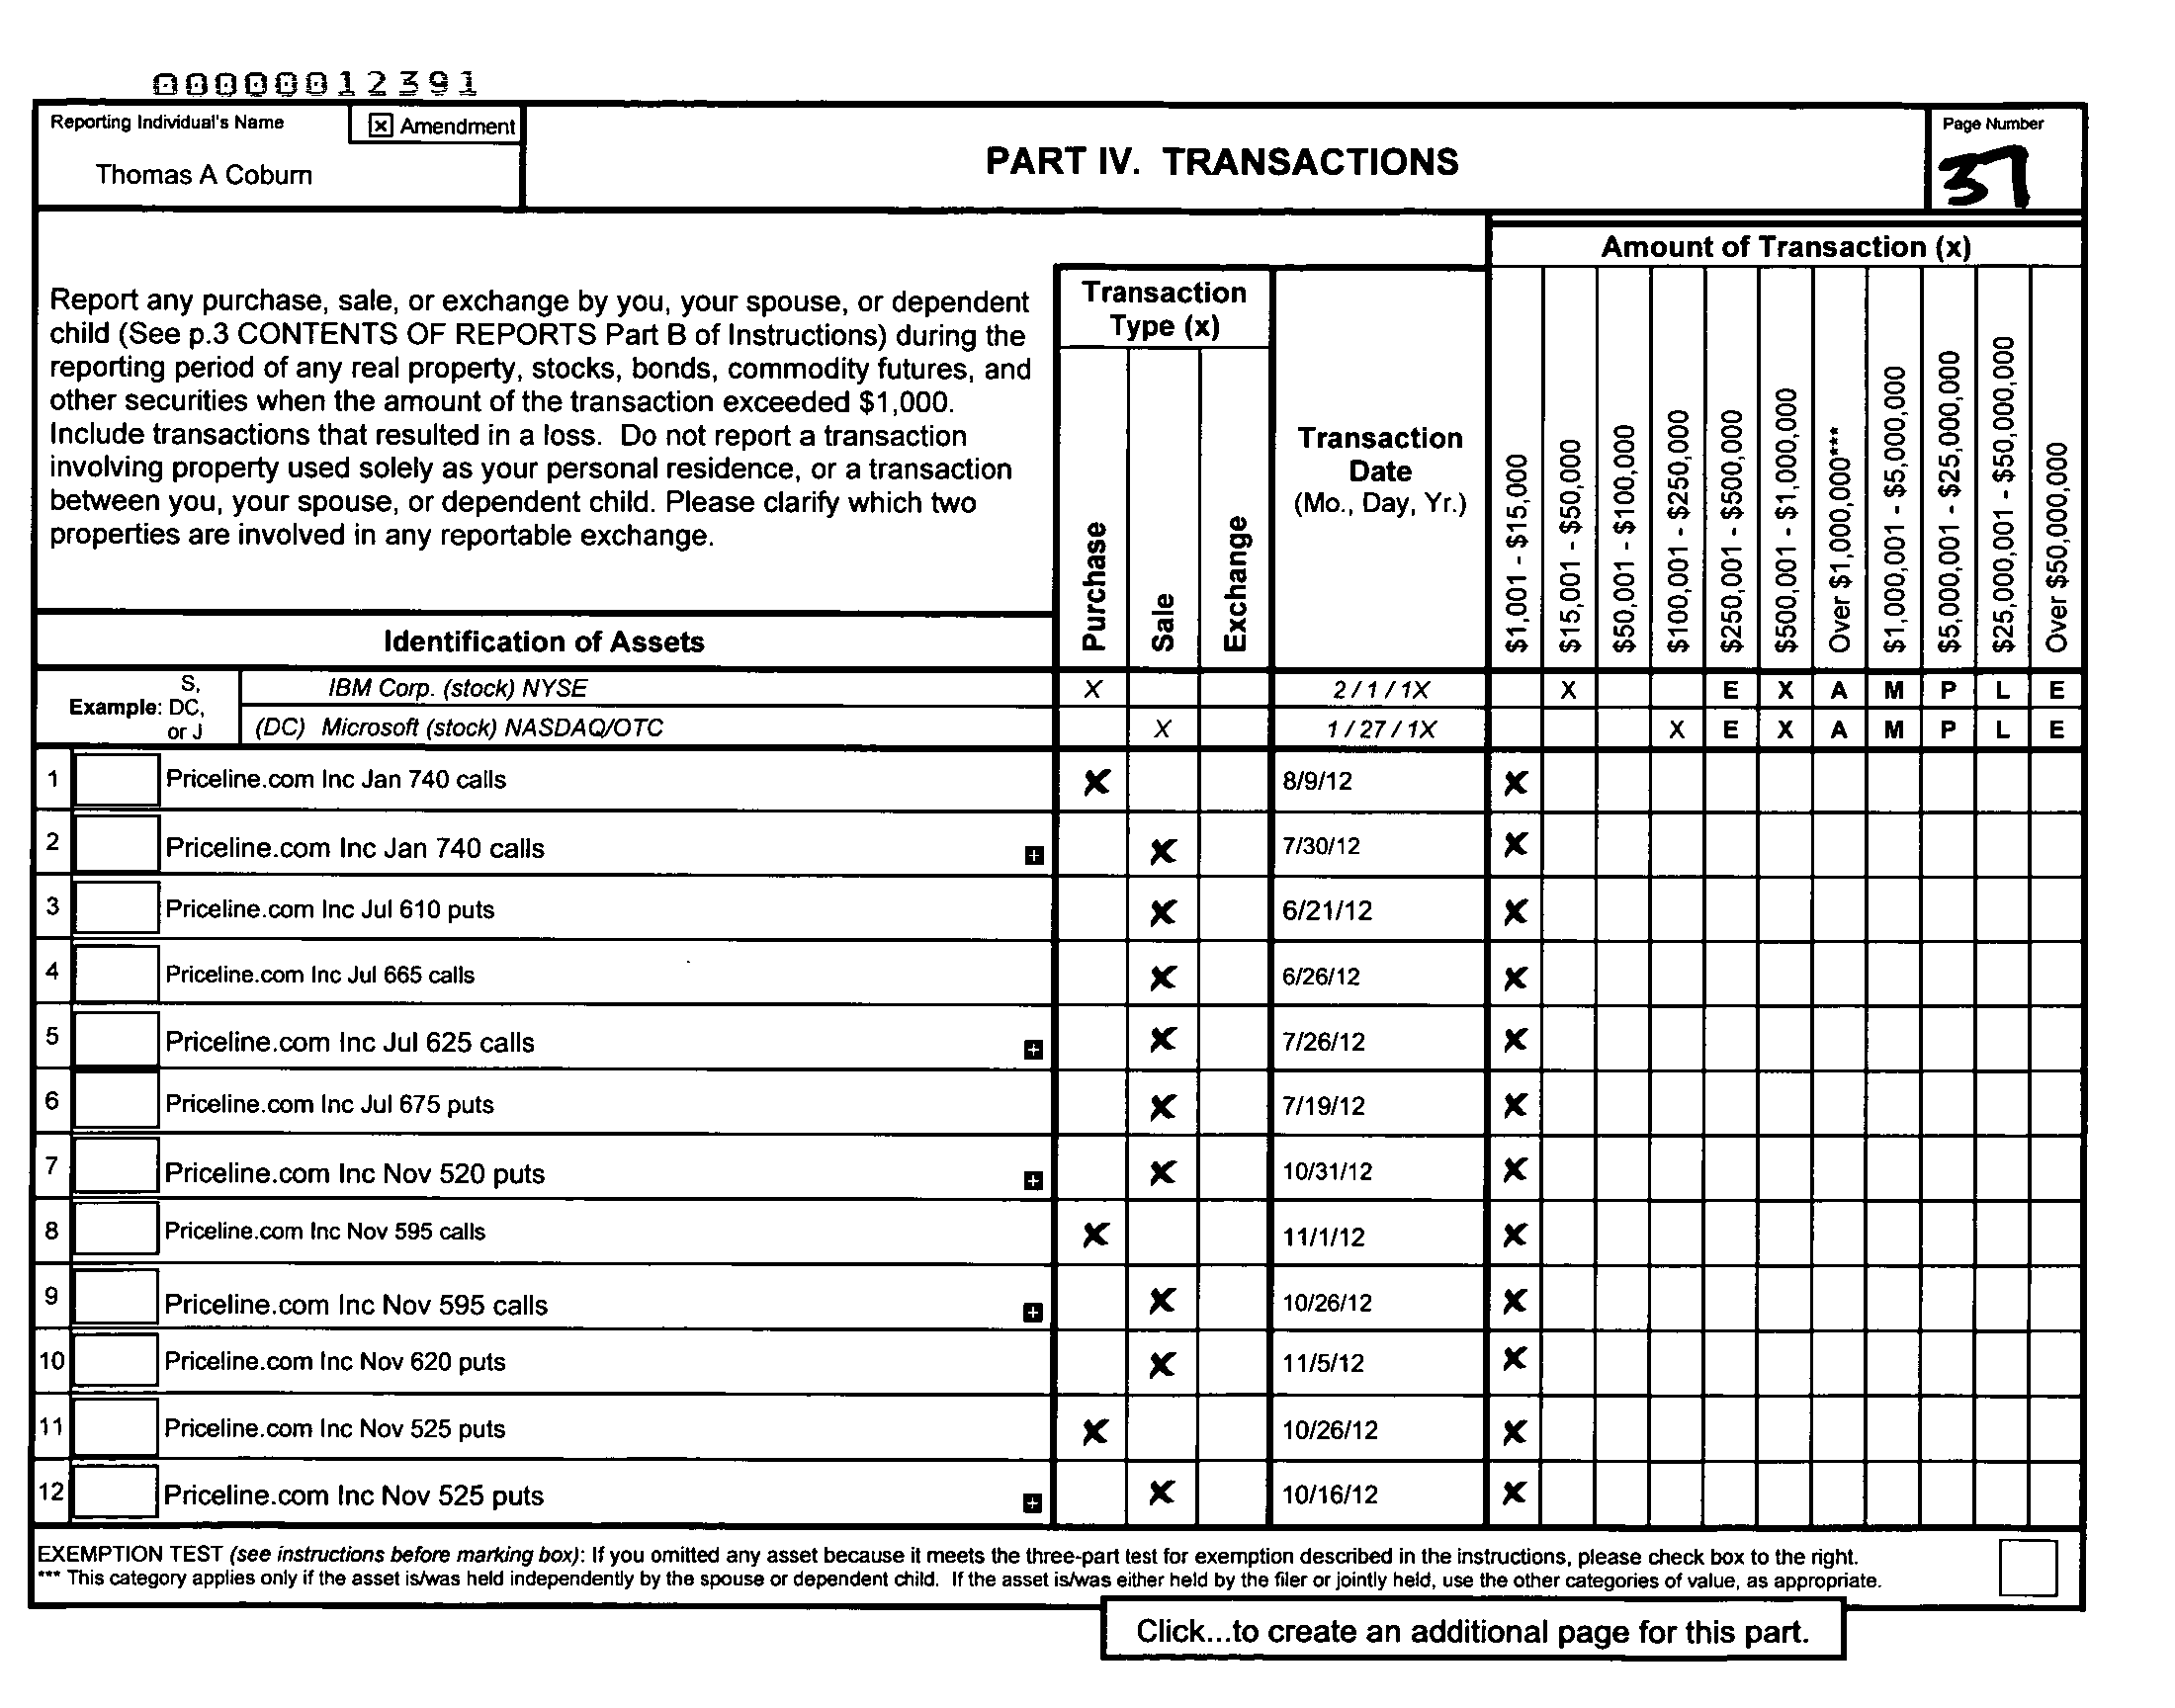 00000012391
Reporting Individual's Name
[x] Amendment
Thomas A Coburn
PART IV. TRANSACTIONS
Page Number
37
Amount of Transaction (x)
Report any purchase, sale, or exchange by you, your spouse, or dependent
child (See p.3 CONTENTS OF REPORTS Part B of Instructions) during the
reporting period of any real property, stocks, bonds, commodity futures, and
other securities when the amount of the transaction exceeded $1,000.
Include transactions that resulted in a loss. Do not report a transaction
involving property used solely as your personal residence, or a transaction
between you, your spouse, or dependent child. Please clarify which two
properties are involved in any reportable exchange.
Transaction
Type (x)
Purchase
Sale
Exchange
Transaction
Date
(Mo., Day, Yr.)
$1,001 - $15,000
$15,001 - $50,000
$50,001 - $100,000
$100,001 - $250,000
$250,001 - $500,000
$500,001 - $1,000,000
Over $1,000,000***
$1,000,001 - $5,000,000
$5,000,001 - $25,000,000
$25,000,001 - $50,000,000
Over $50,000,000
Identification of Assets
Example: S, DC, or J
IBM Corp. (stock) NYSE X 2 / 1 / 1X X E X A M P L E
(DC) Microsoft (stock) NASDAQ/OTC X 1 / 27 / 1X X E X A M P L E
1 Priceline.com Inc Jan 740 calls X 8/9/12 X
2 Priceline.com Inc Jan 740 calls + X 7/30/12 X
3 Priceline.com Inc Jul 610 puts X 6/21/12 X
4 Priceline.com Inc Jul 665 calls X 6/26/12 X
5 Priceline.com Inc Jul 625 calls + X 7/26/12 X
6 Priceline.com Inc Jul 675 puts X 7/19/12 X
7 Priceline.com Inc Nov 520 puts + X 10/31/12 X
8 Priceline.com Inc Nov 595 calls X 11/1/12 X
9 Priceline.com Inc Nov 595 calls + X 10/26/12 X
10 Priceline.com Inc Nov 620 puts X 11/5/12 X
11 Priceline.com Inc Nov 525 puts X 10/26/12 X
12 Priceline.com Inc Nov 525 puts + X 10/16/12 X
EXEMPTION TEST (see instructions before marking box): If you omitted any asset because it meets the three-part test for exemption described in the instructions, please check box to the right.
*** This category applies only if the asset is/was held independently by the spouse or dependent child. If the asset is/was either held by the filer or jointly held, use the other categories of value, as appropriate.
Click...to create an additional page for this part.